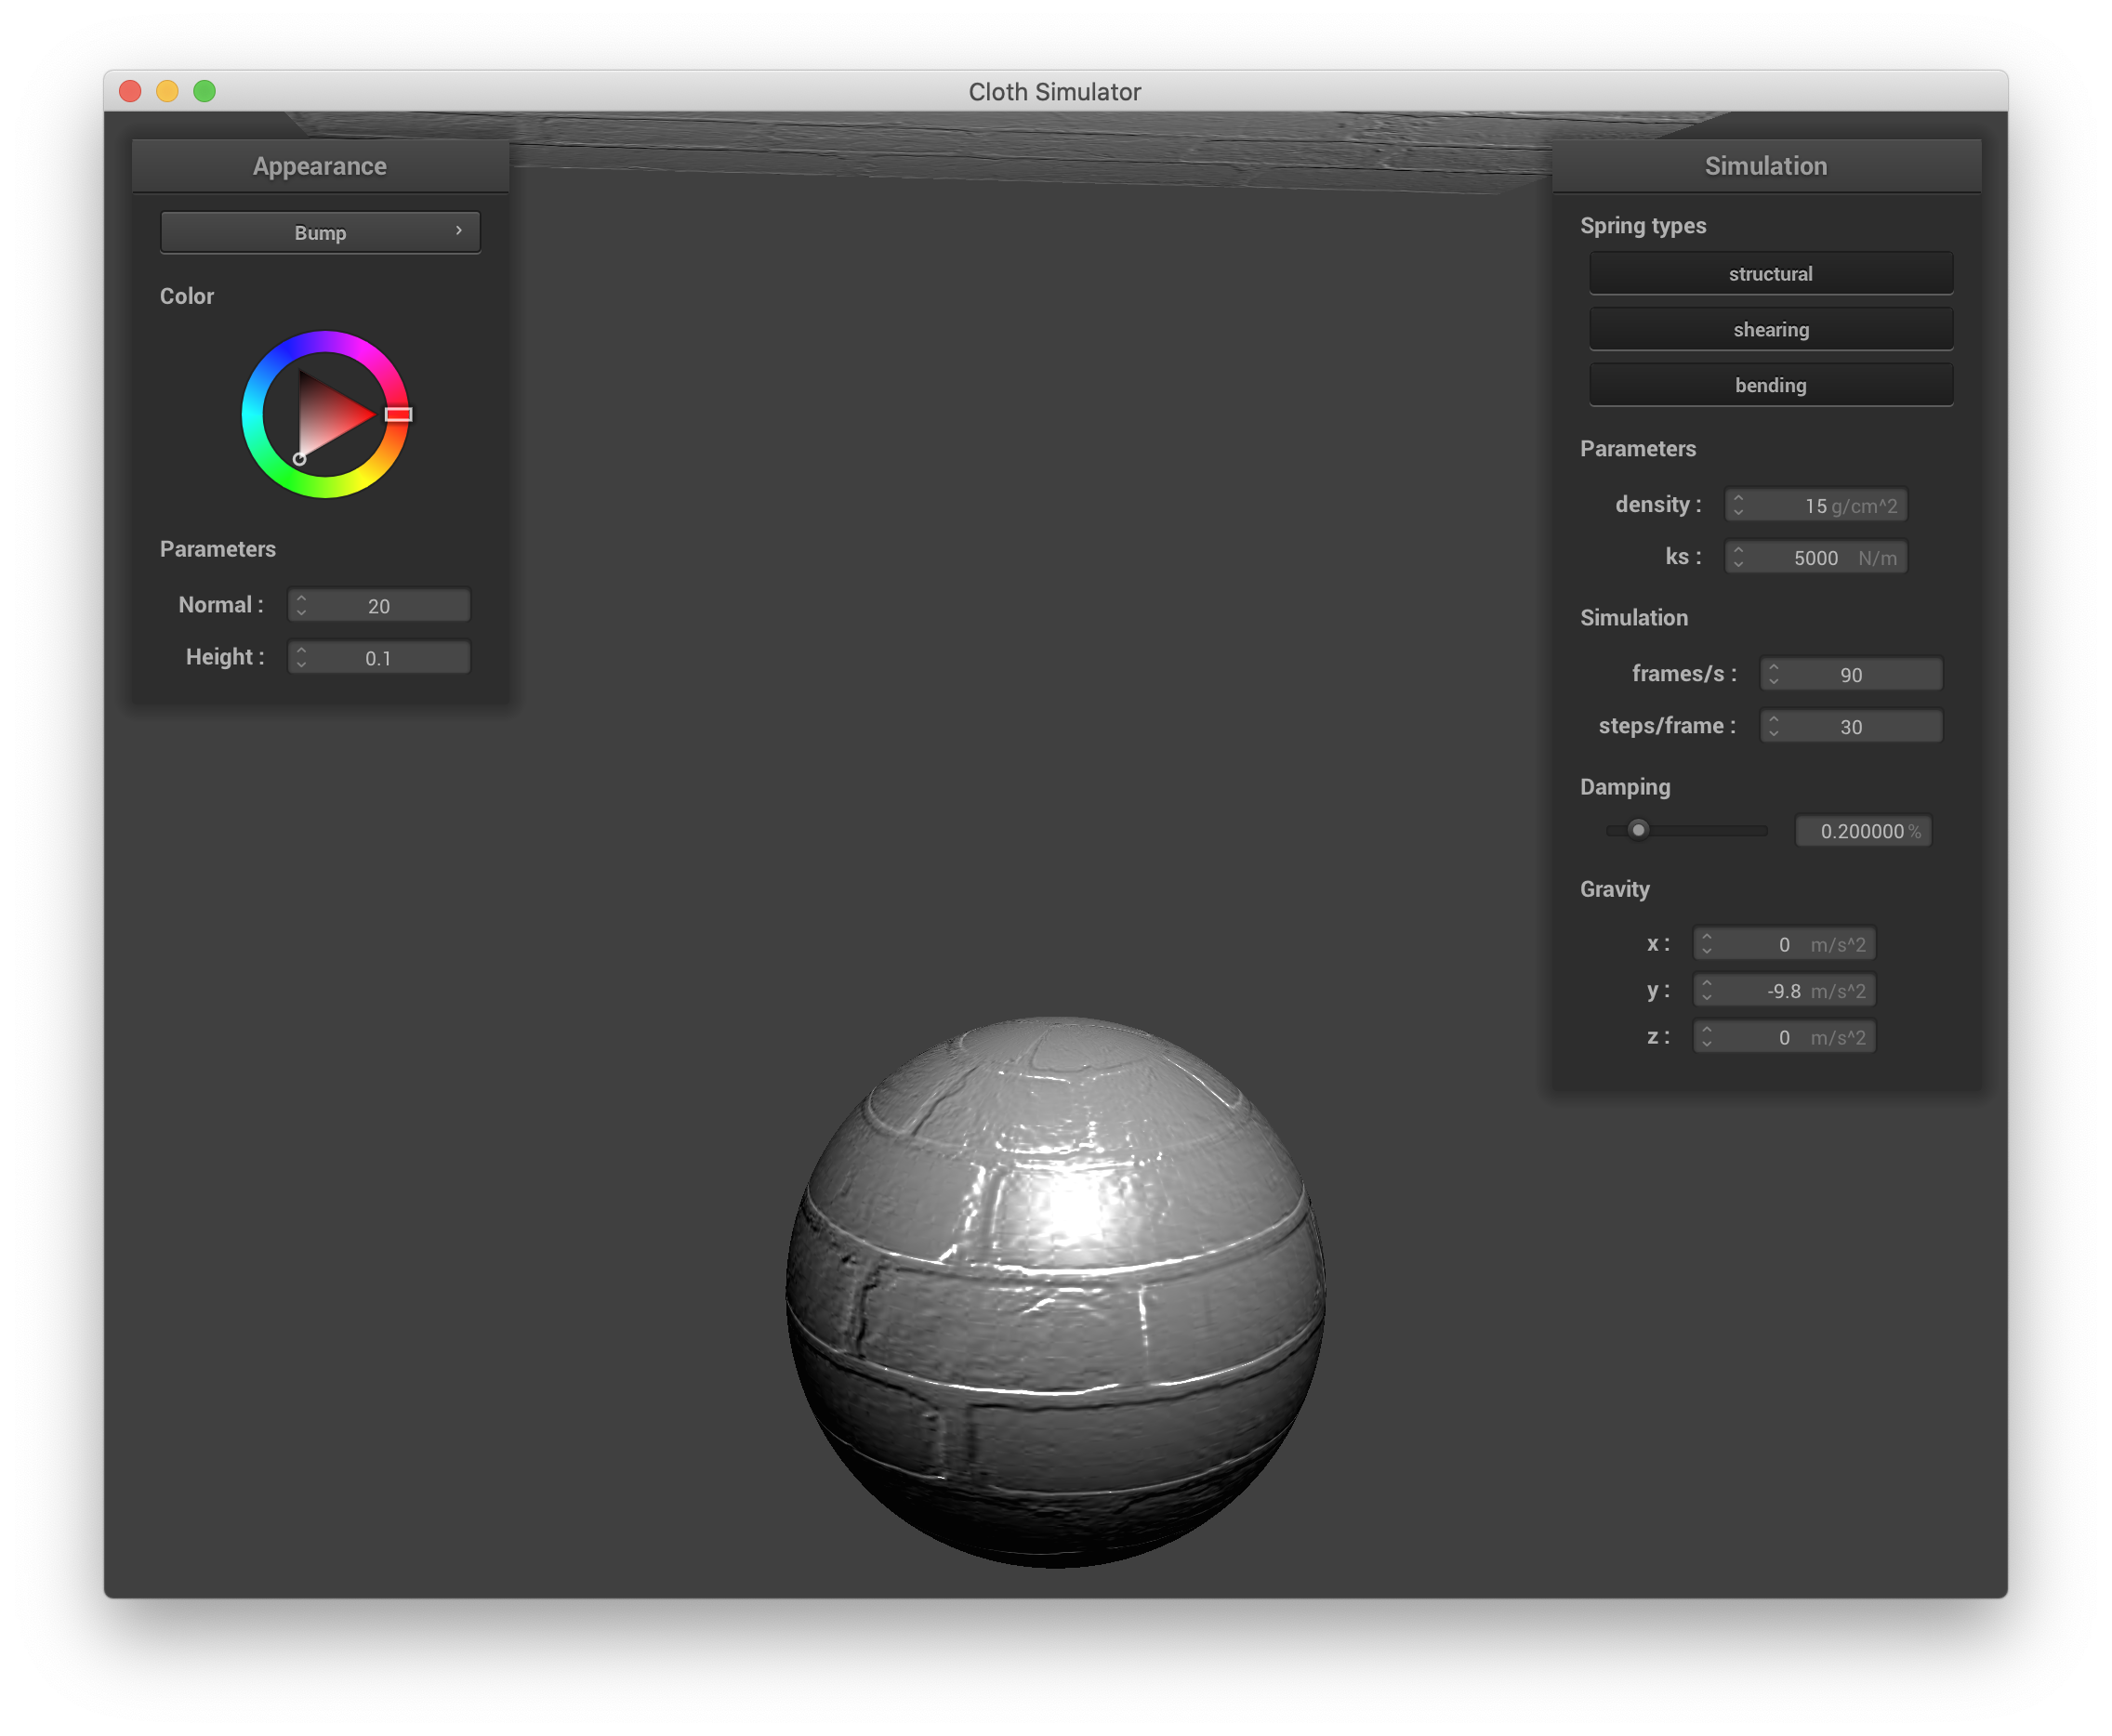 Cloth Simulator
Appearance
Bump
Color
Parameters
Normal : 20
Height : 0.1
Simulation
Spring types
structural
shearing
bending
Parameters
density : 15 g/cm^2
ks : 5000 N/m
Simulation
frames/s : 90
steps/frame : 30
Damping
0.200000 %
Gravity
x : 0 m/s^2
y : -9.8 m/s^2
z : 0 m/s^2